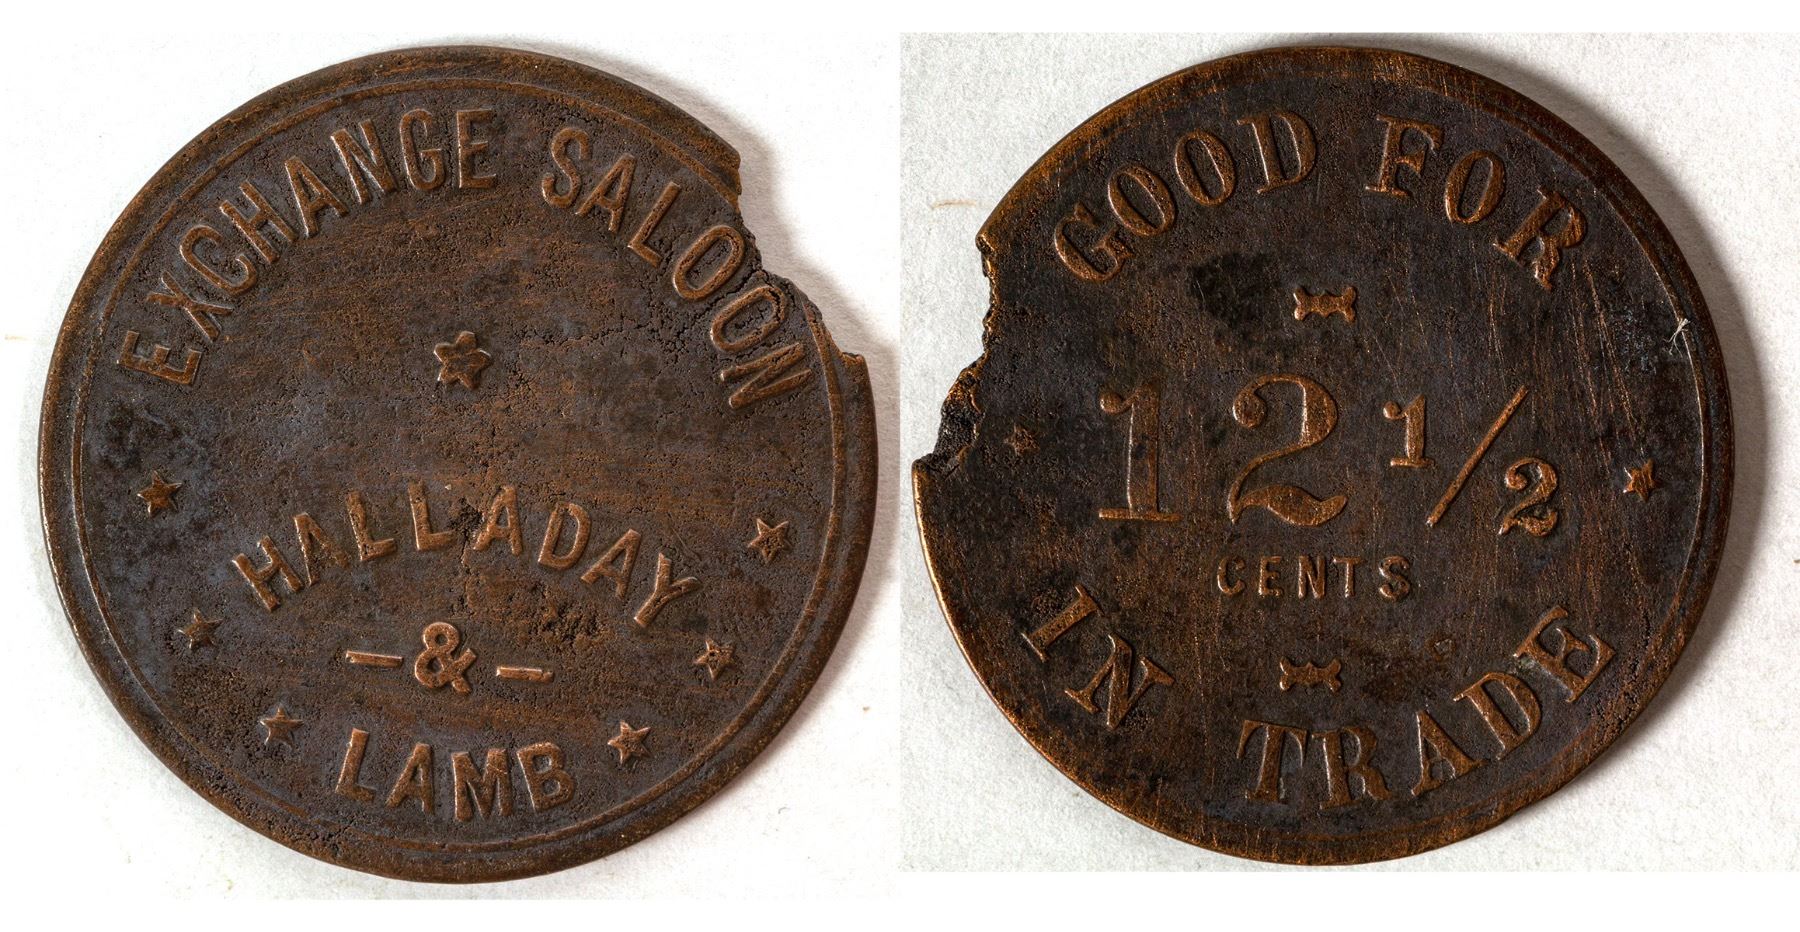 EXCHANGE SALOON
HALLADAY
-&-
LAMB
GOOD FOR
12 1/2
CENTS
IN TRADE